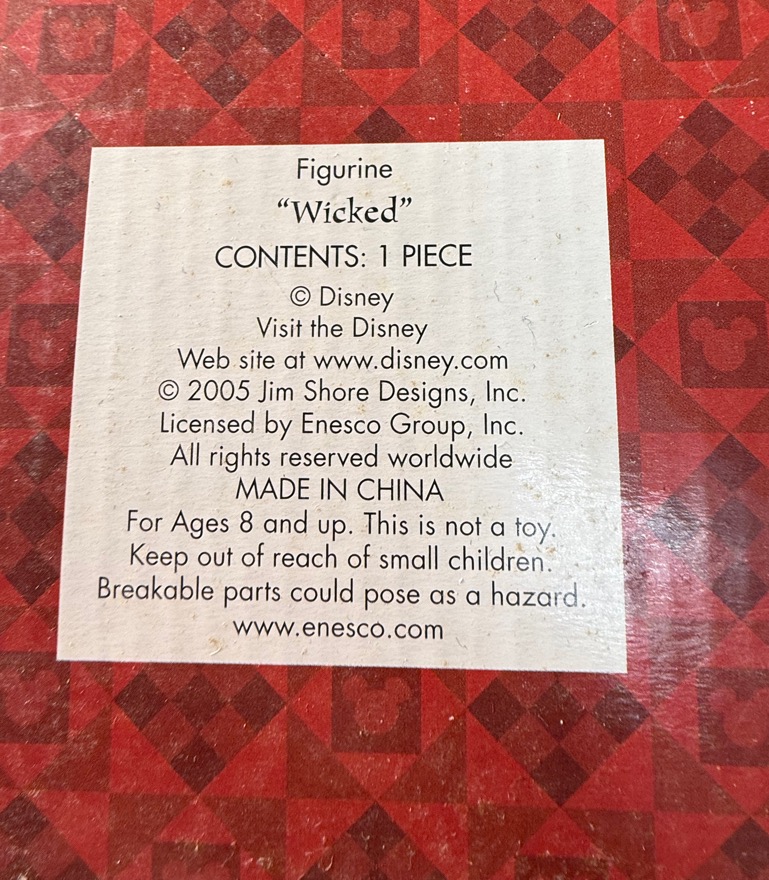 Figurine
“Wicked”
CONTENTS: 1 PIECE
© Disney
Visit the Disney
Web site at www.disney.com
© 2005 Jim Shore Designs, Inc.
Licensed by Enesco Group, Inc.
All rights reserved worldwide
MADE IN CHINA
For Ages 8 and up. This is not a toy.
Keep out of reach of small children.
Breakable parts could pose as a hazard.
www.enesco.com